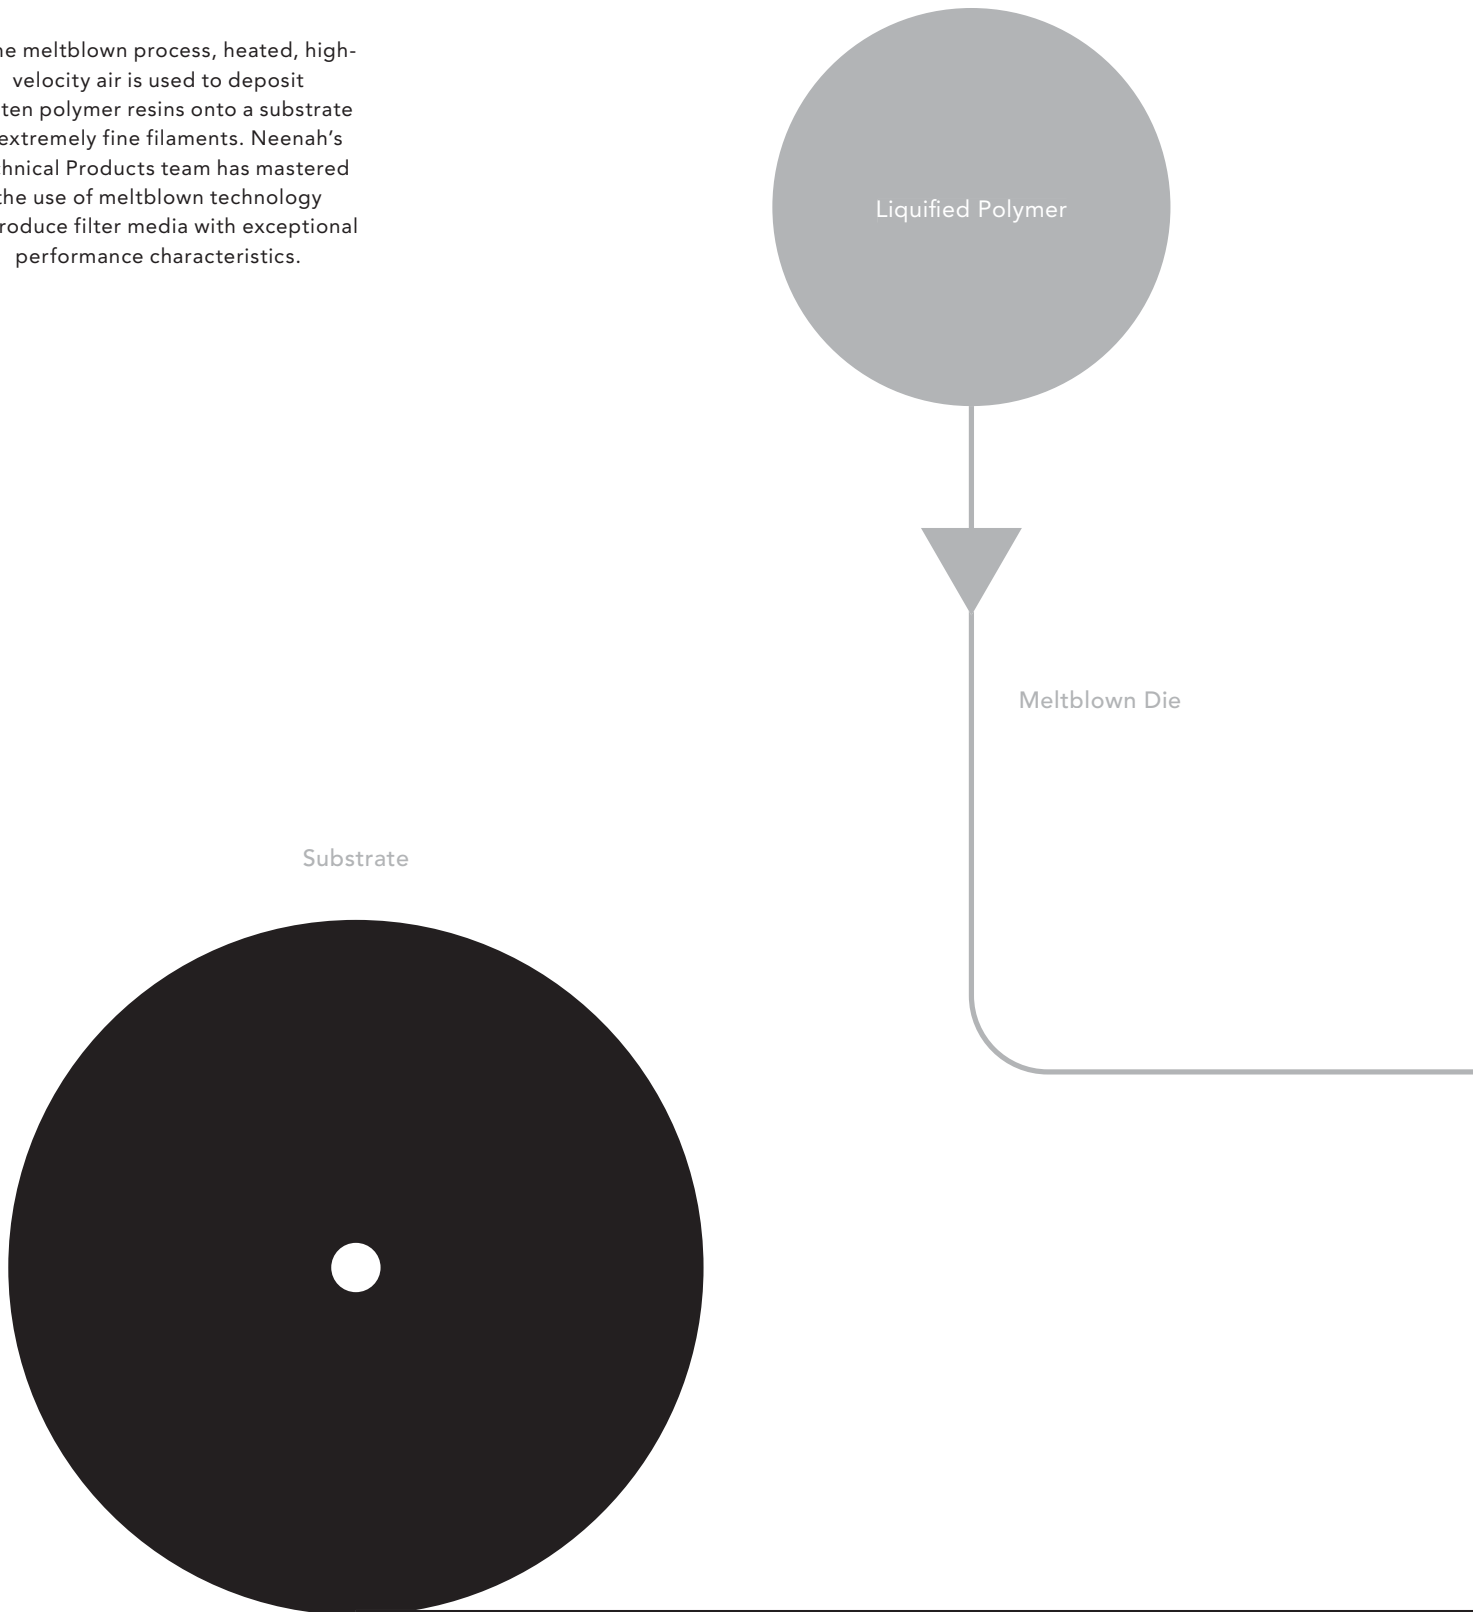 he meltblown process, heated, high-
velocity air is used to deposit
ten polymer resins onto a substrate
extremely fine filaments. Neenah’s
chnical Products team has mastered
the use of meltblown technology
roduce filter media with exceptional
performance characteristics.
Liquified Polymer
Meltblown Die
Substrate